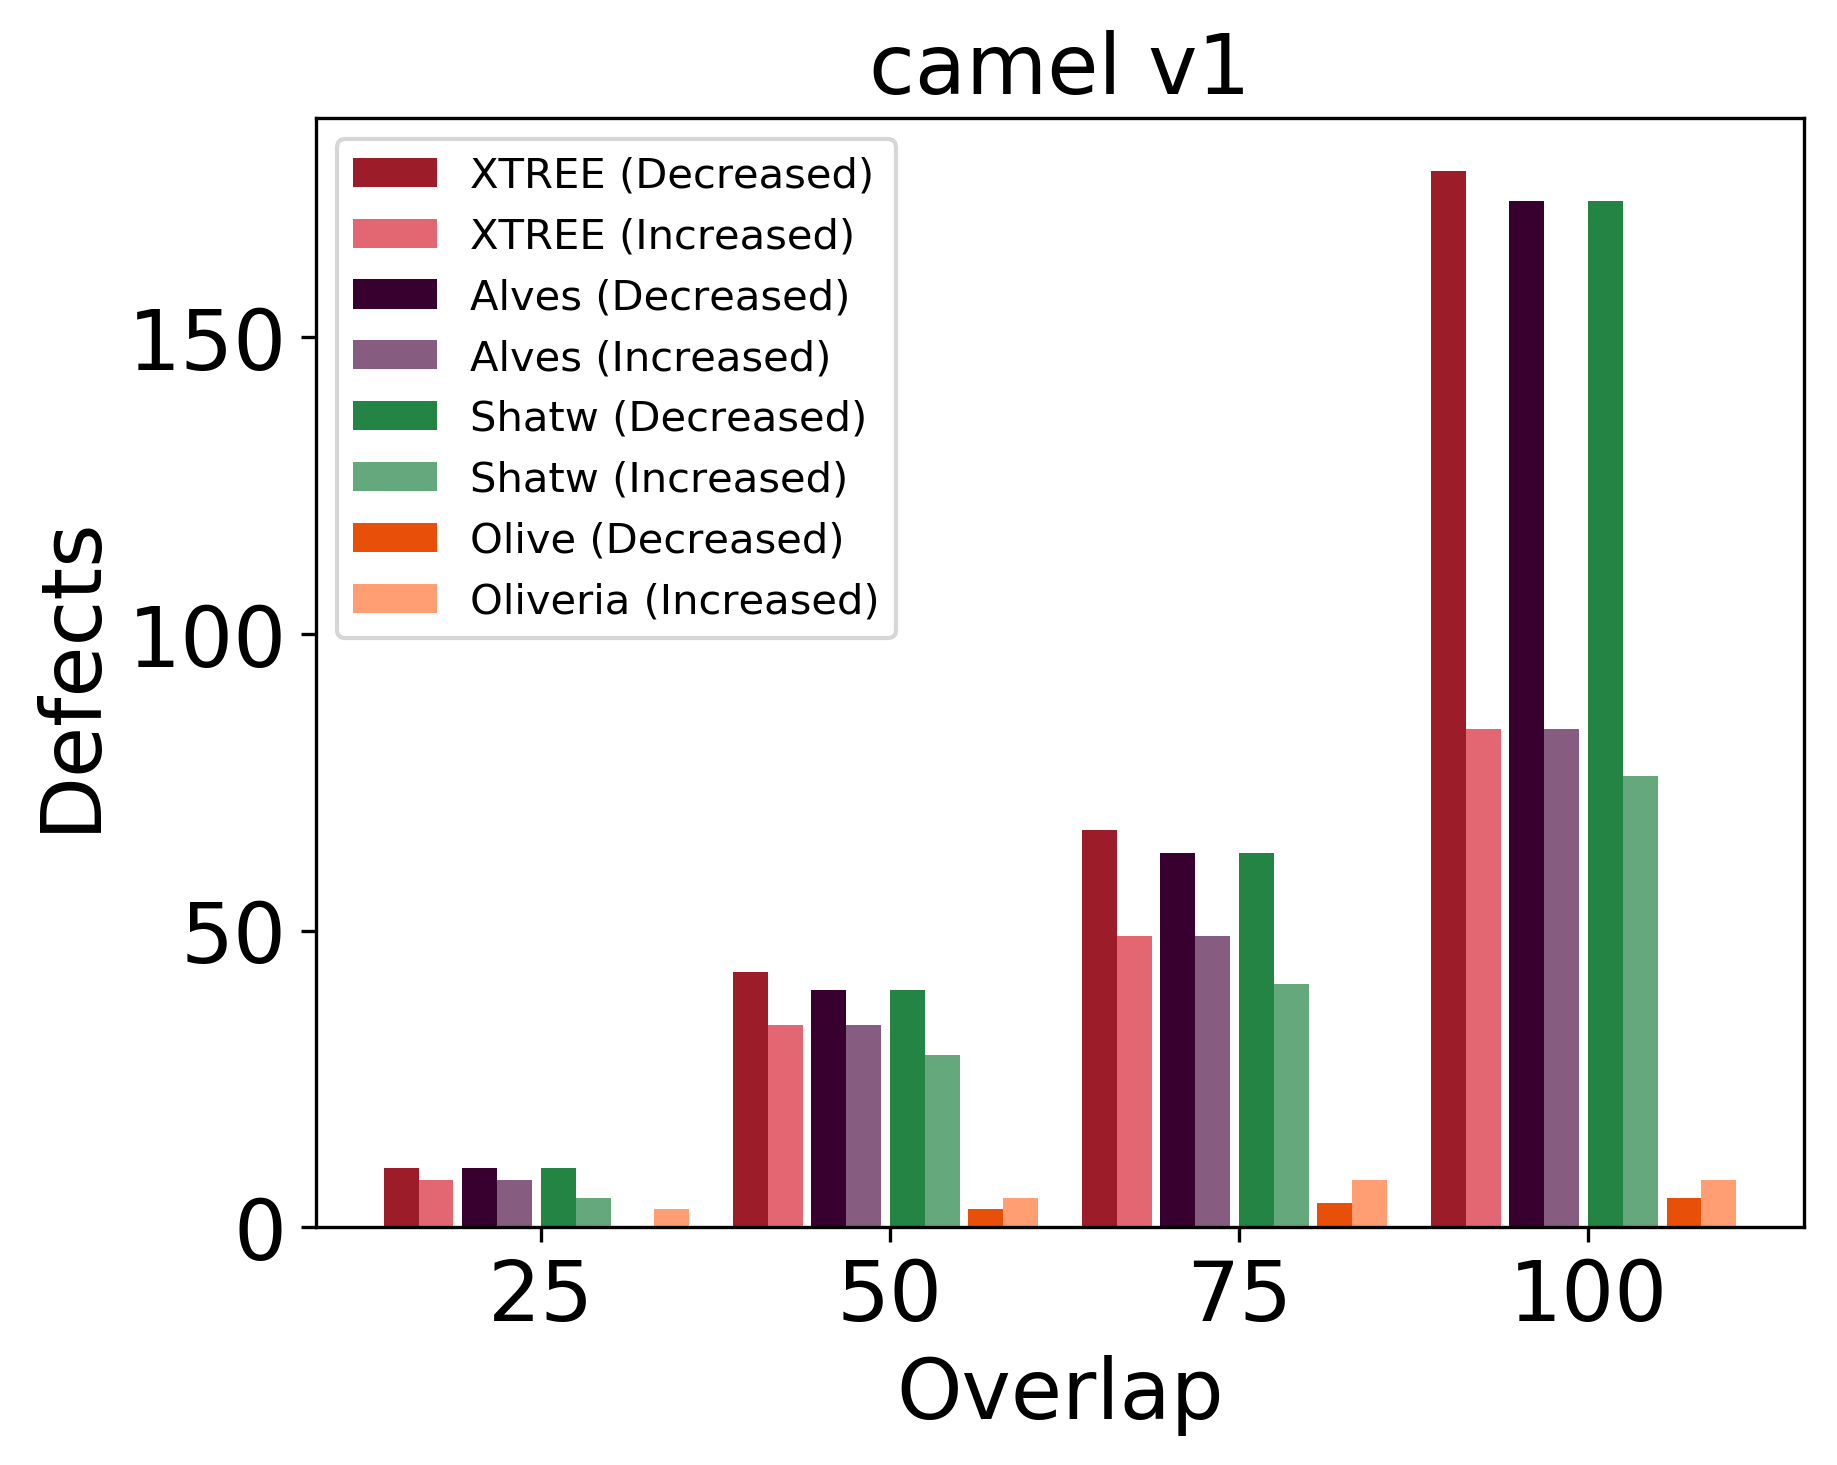 camel v1
XTREE (Decreased)
XTREE (Increased)
Alves (Decreased)
Alves (Increased)
Shatw (Decreased)
Shatw (Increased)
Olive (Decreased)
Oliveria (Increased)
150
100
50
0
Defects
25 50 75 100
Overlap